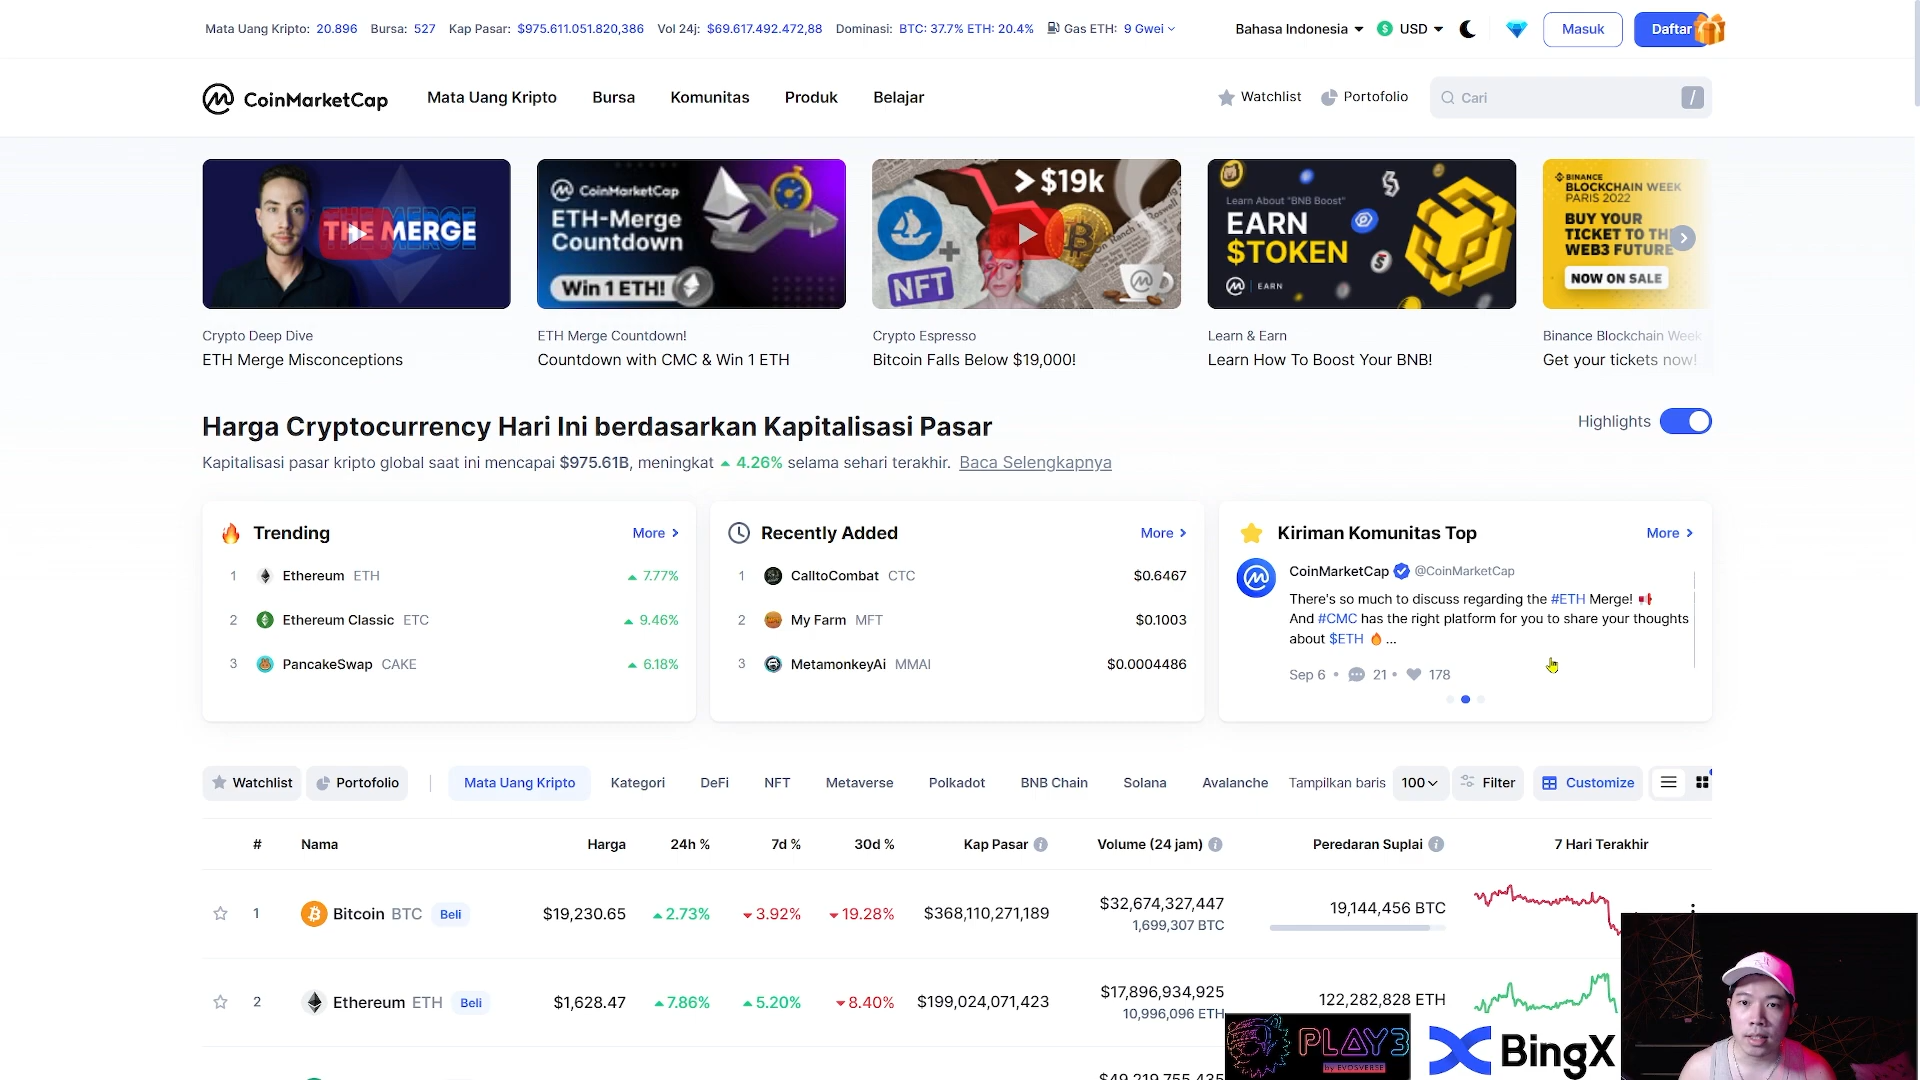 Mata Uang Kripto: 20.896 Bursa: 527 Kap Pasar: $975.611.051.820,386 Vol 24j: $69.617.492.472,88 Dominasi: BTC: 37.7% ETH: 20.4% Gas ETH: 9 Gwei
Bahasa Indonesia $ USD Masuk Daftar
CoinMarketCap Mata Uang Kripto Bursa Komunitas Produk Belajar Watchlist Portofolio Cari /
THE MERGE
CoinMarketCap
ETH-Merge
Countdown
Win 1 ETH!
> $19k
NFT
Learn About "BNB Boost"
EARN
$TOKEN
EARN
BINANCE
BLOCKCHAIN WEEK
PARIS 2022
BUY YOUR
TICKET TO TH
WEB3 FUTURE
NOW ON SALE
Crypto Deep Dive
ETH Merge Misconceptions
ETH Merge Countdown!
Countdown with CMC & Win 1 ETH
Crypto Espresso
Bitcoin Falls Below $19,000!
Learn & Earn
Learn How To Boost Your BNB!
Binance Blockchain Week
Get your tickets now!
Harga Cryptocurrency Hari Ini berdasarkan Kapitalisasi Pasar
Highlights
Kapitalisasi pasar kripto global saat ini mencapai $975.61B, meningkat 4.26% selama sehari terakhir. Baca Selengkapnya
Trending More
1 Ethereum ETH 7.77%
2 Ethereum Classic ETC 9.46%
3 PancakeSwap CAKE 6.18%
Recently Added More
1 CalltoCombat CTC $0.6467
2 My Farm MFT $0.1003
3 MetamonkeyAi MMAI $0.0004486
Kiriman Komunitas Top More
CoinMarketCap @CoinMarketCap
There's so much to discuss regarding the #ETH Merge!
And #CMC has the right platform for you to share your thoughts
about $ETH ...
Sep 6 • 21 • 178
Watchlist Portofolio Mata Uang Kripto Kategori DeFi NFT Metaverse Polkadot BNB Chain Solana Avalanche Tampilkan baris 100 Filter Customize
# Nama Harga 24h % 7d % 30d % Kap Pasar Volume (24 jam) Peredaran Suplai 7 Hari Terakhir
1 Bitcoin BTC Beli $19,230.65 2.73% 3.92% 19.28% $368,110,271,189 $32,674,327,447 19,144,456 BTC
1,699,307 BTC
2 Ethereum ETH Beli $1,628.47 7.86% 5.20% 8.40% $199,024,071,423 $17,896,934,925 122,282,828 ETH
10,996,096 ETH
PLAY3
by EVOSVERSE
BingX